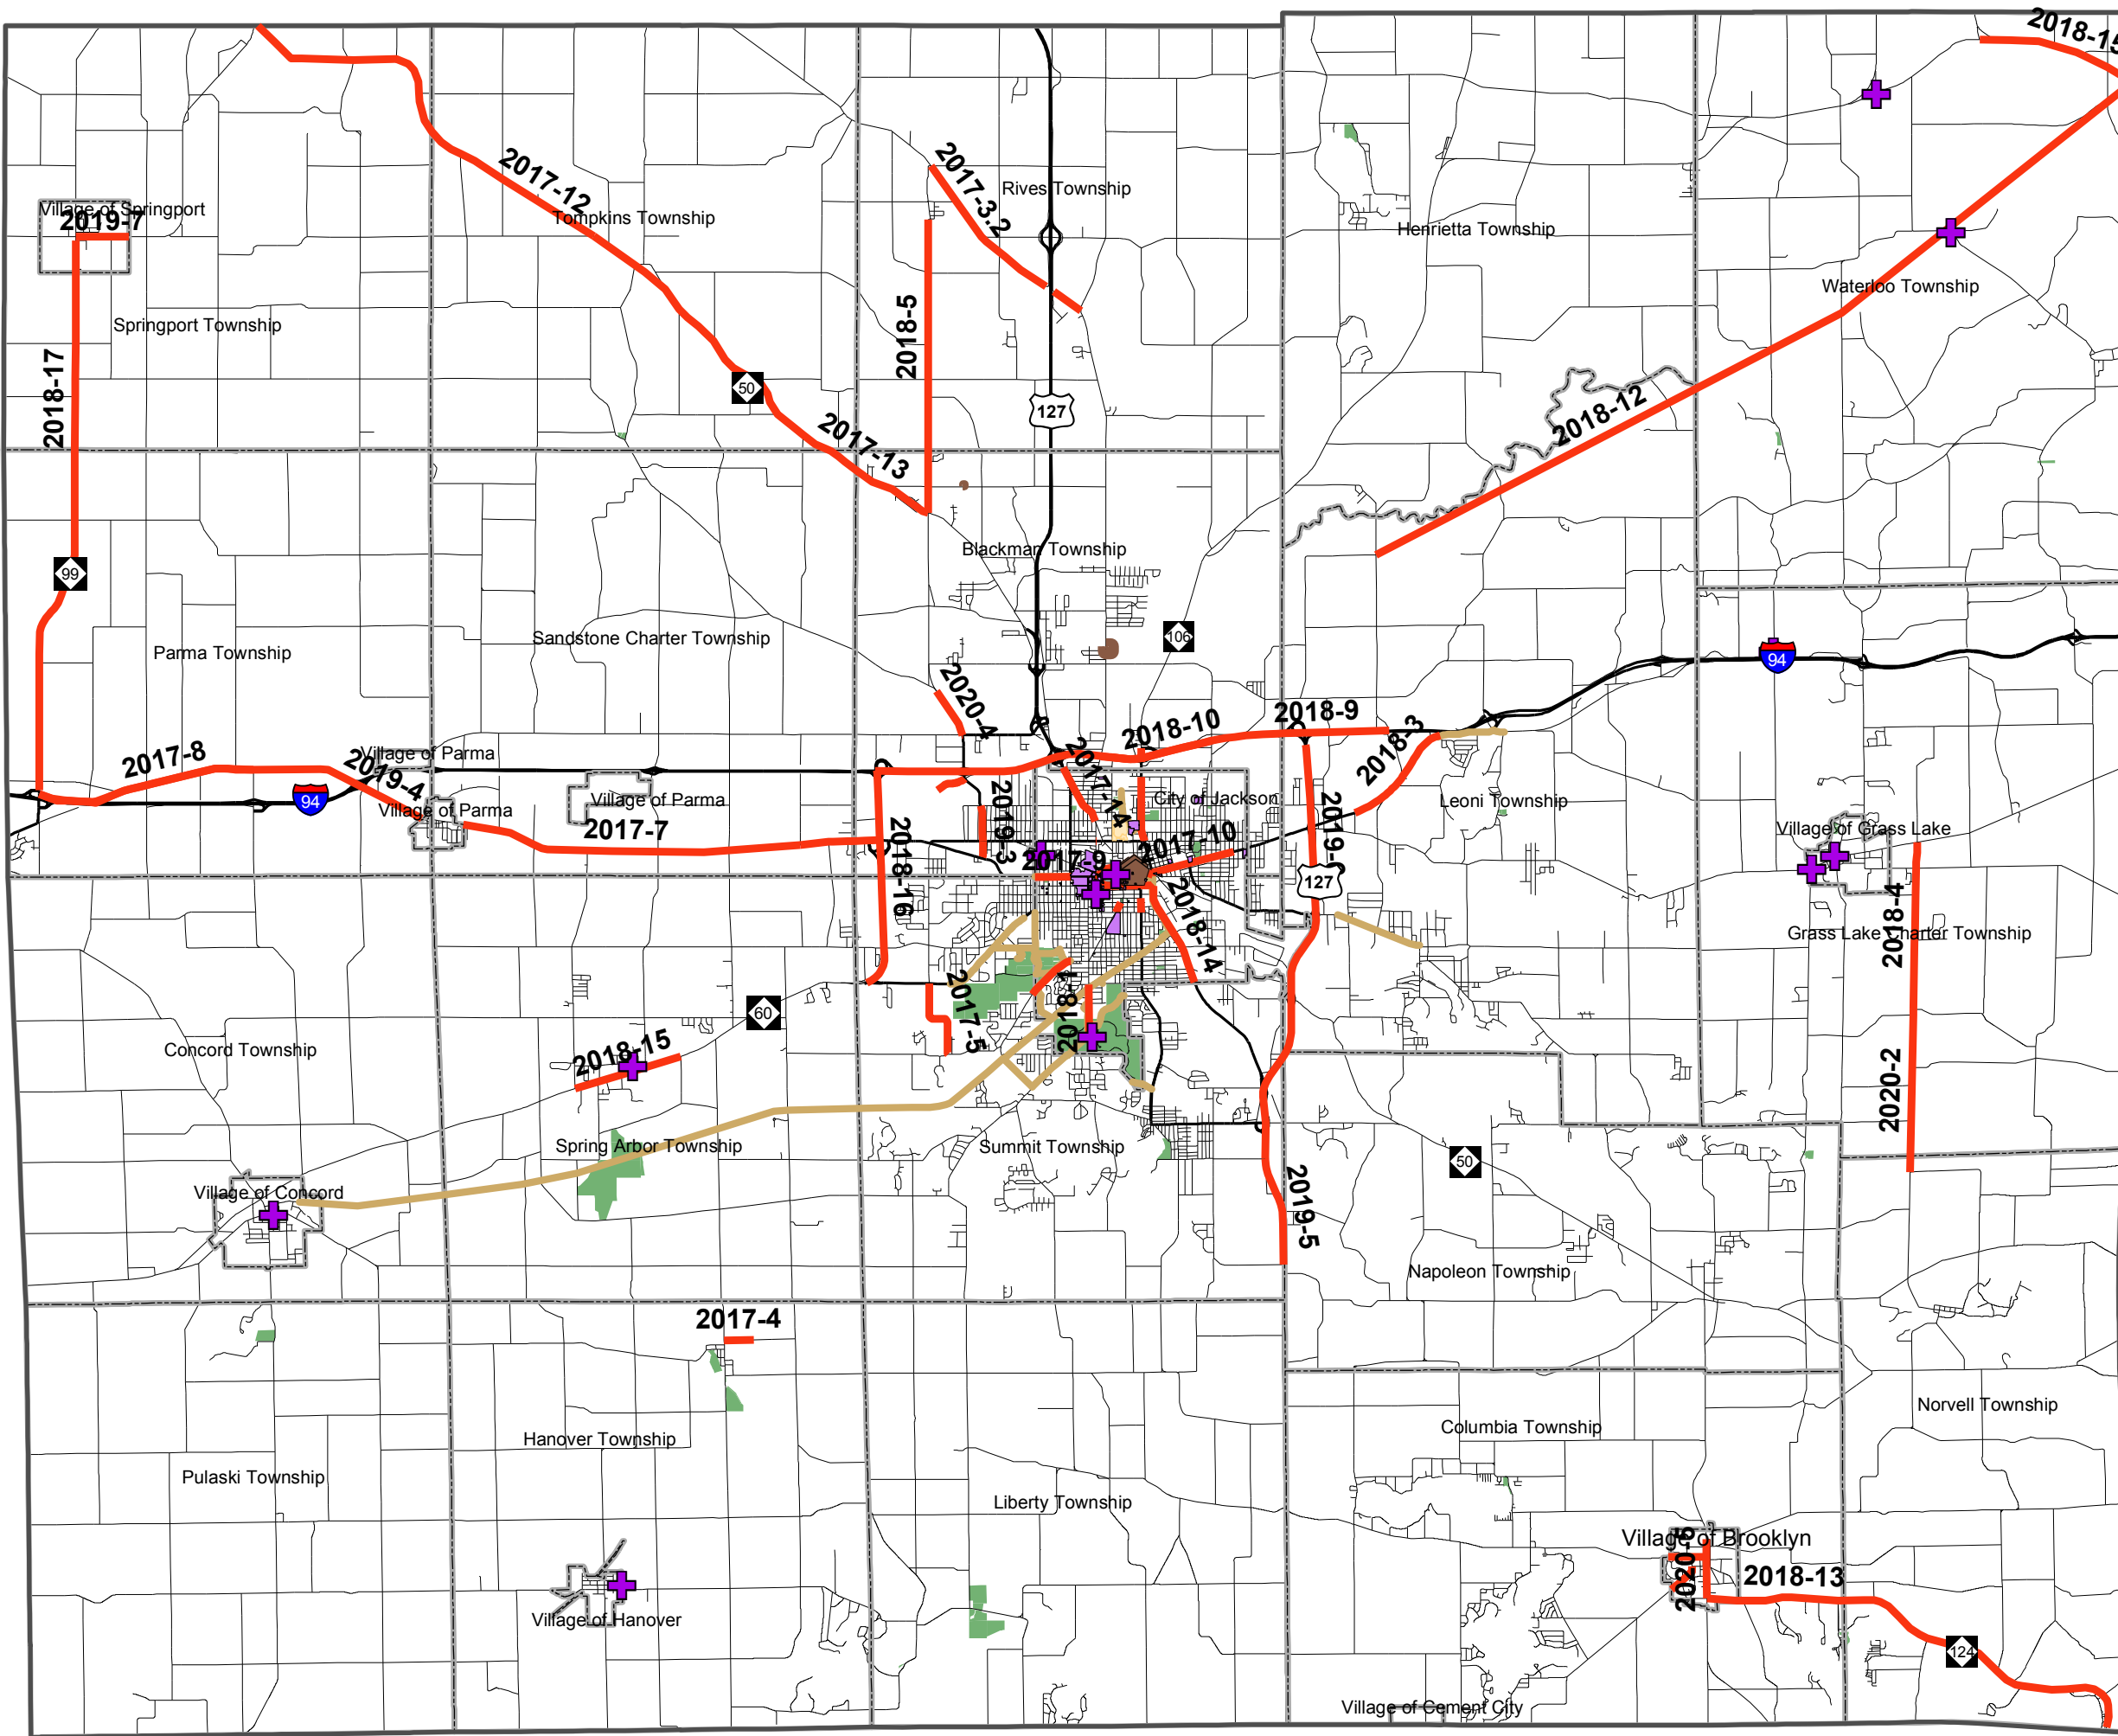 2018-15
2017-12
2017-3.2
Rives Township
Village of Springport
2019-7
Tompkins Township
Henrietta Township
Waterloo Township
Springport Township
2018-5
2018-17
50
127
2018-12
2017-13
Blackman Township
99
106
Sandstone Charter Township
Parma Township
94
2020-4
2018-10
2018-9
2018-3
2017-8
Village of Parma
2019-4
2017-14
94
Village of Parma
Village of Parma
City of Jackson
Leoni Township
2017-7
2019-3
2019-6
Village of Grass Lake
2018-16
2017-9
2017-10
127
2018-14
2018-4
Grass Lake Charter Township
60
2017-5
2018-1
Concord Township
2018-15
2020-2
Spring Arbor Township
Summit Township
50
Village of Concord
2019-5
Napoleon Township
2017-4
Norvell Township
Columbia Township
Hanover Township
Pulaski Township
Liberty Township
Village of Brooklyn
2018-13
Village of Hanover
124
Village of Cement City